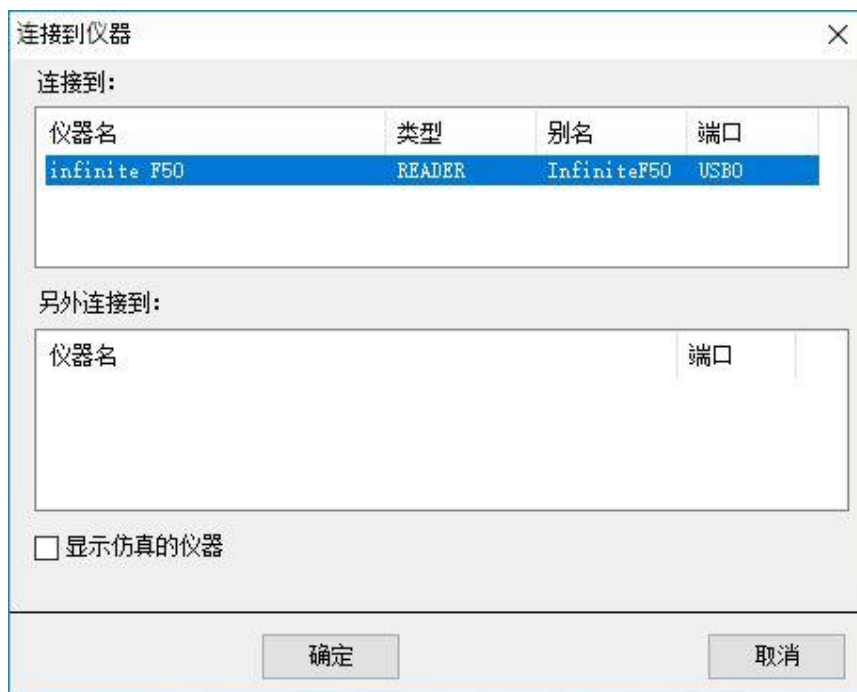 连接到仪器
连接到:
仪器名 类型 别名 端口
infinite F50 READER InfiniteF50 USB0
另外连接到:
仪器名 端口
显示仿真的仪器
确定 取消